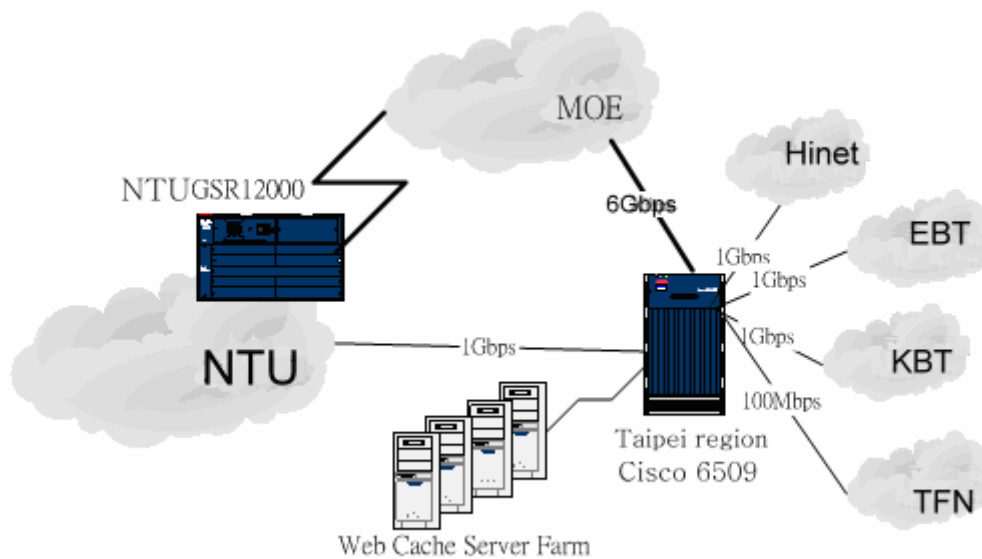 MOE
Hinet
NTUGSR12000
6Gbps
EBT
1Gbps
1Gbps
NTU
1Gbps
1Gbps
KBT
100Mbps
Taipei region
Cisco 6509
TFN
Web Cache Server Farm